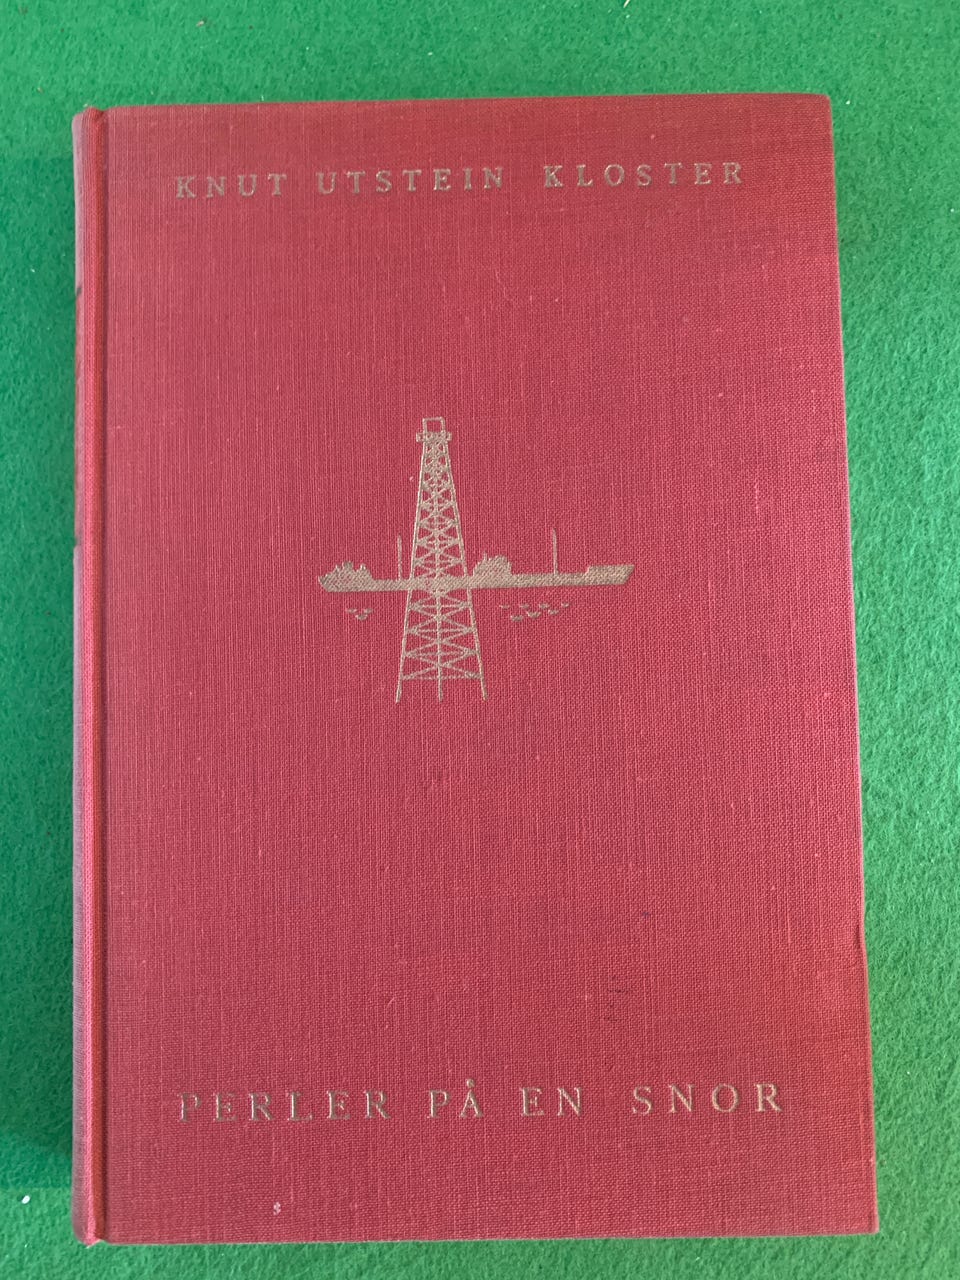 KNUT UTSTEIN KLOSTER
PERLER PÅ EN SNOR